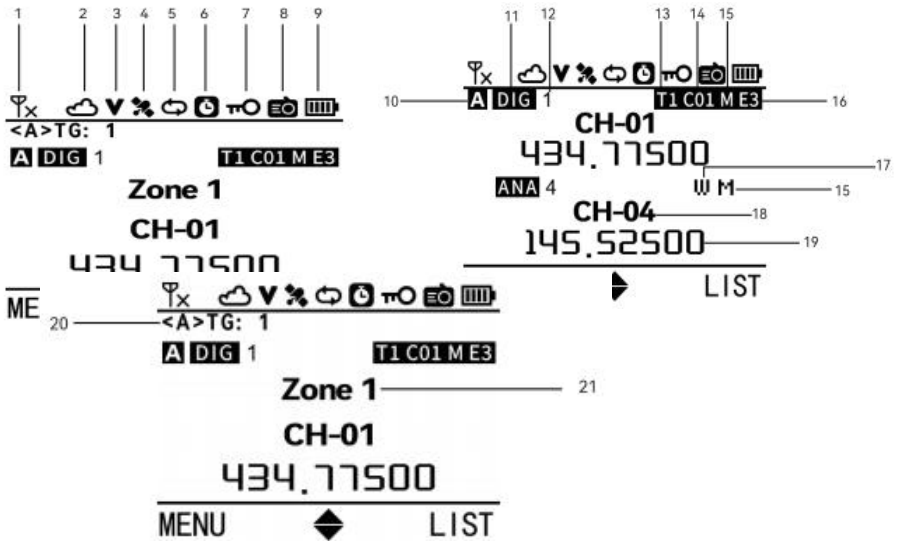 1 2 3 4 5 6 7 8 9
<A>TG: 1
A DIG 1 T1 C01 M E3
Zone 1
CH-01
434.77500
ME
11 12 13 14 15
10 A DIG 1 T1 C01 M E3 16
CH-01
434.77500
17
ANA 4 W M 15
CH-04 18
145.52500 19
LIST
20 <A>TG: 1
A DIG 1 T1 C01 M E3
Zone 1 21
CH-01
434.77500
MENU LIST